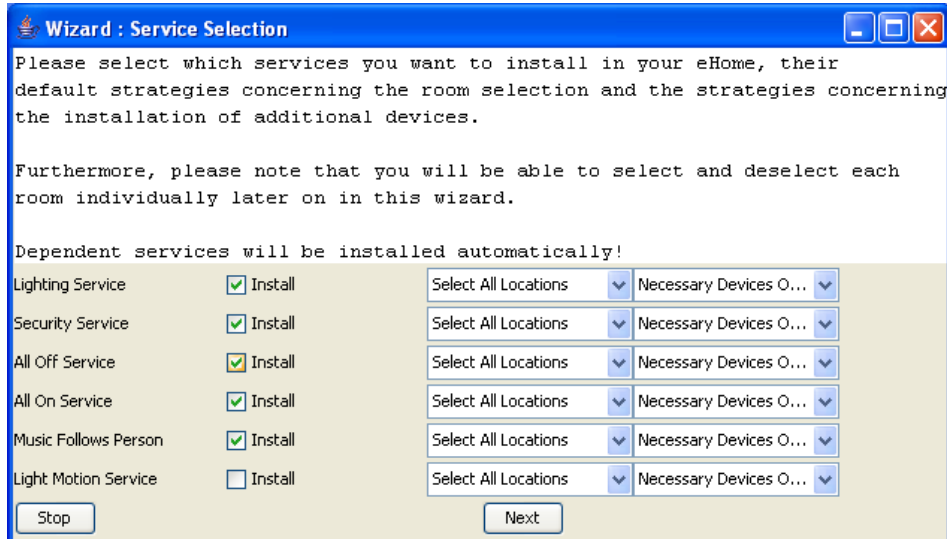 Wizard : Service Selection
Please select which services you want to install in your eHome, their
default strategies concerning the room selection and the strategies concerning
the installation of additional devices.
Furthermore, please note that you will be able to select and deselect each
room individually later on in this wizard.
Dependent services will be installed automatically!
Lighting Service Install Select All Locations Necessary Devices O...
Security Service Install Select All Locations Necessary Devices O...
All Off Service Install Select All Locations Necessary Devices O...
All On Service Install Select All Locations Necessary Devices O...
Music Follows Person Install Select All Locations Necessary Devices O...
Light Motion Service Install Select All Locations Necessary Devices O...
Stop Next